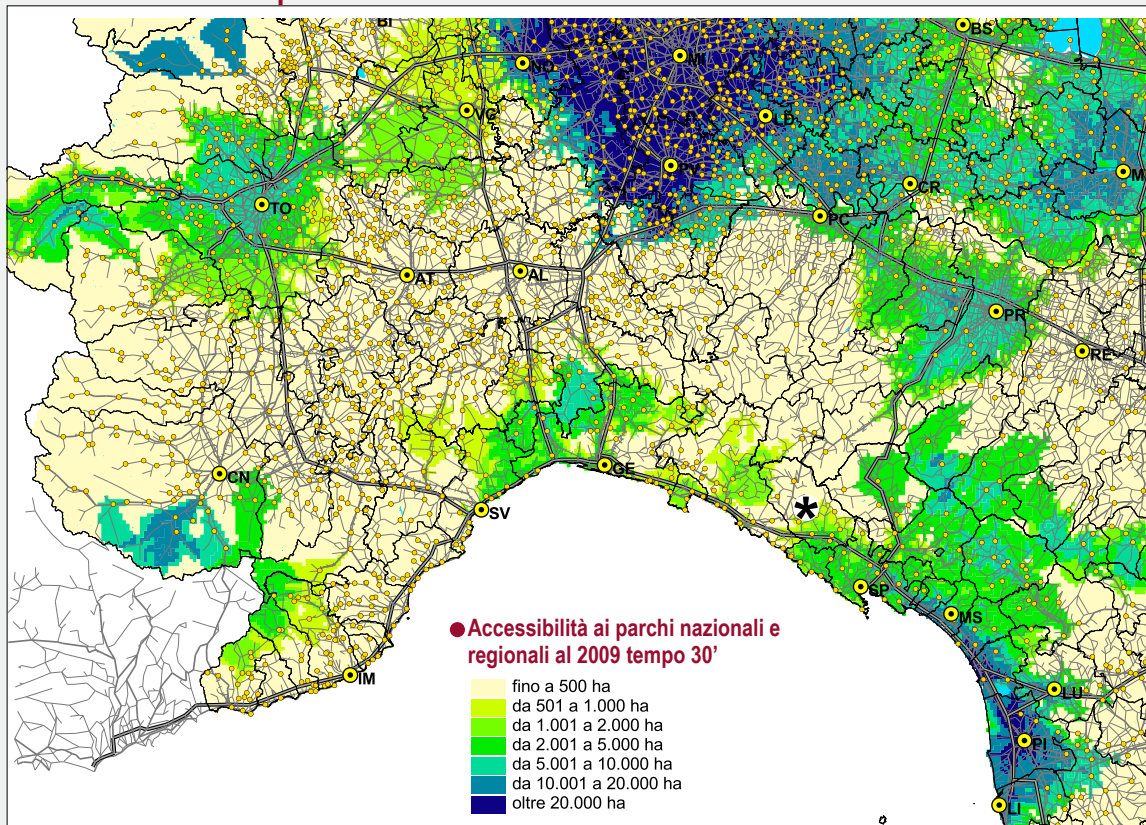 BI
BS
NO
MI
VC
LD
PV
M
TO
CR
PC
AT
AL
PR
RE
GE
CN
SV
*
SP
MS
IM
LU
PI
LI
Accessibilità ai parchi nazionali e
regionali al 2009 tempo 30’
fino a 500 ha
da 501 a 1.000 ha
da 1.001 a 2.000 ha
da 2.001 a 5.000 ha
da 5.001 a 10.000 ha
da 10.001 a 20.000 ha
oltre 20.000 ha